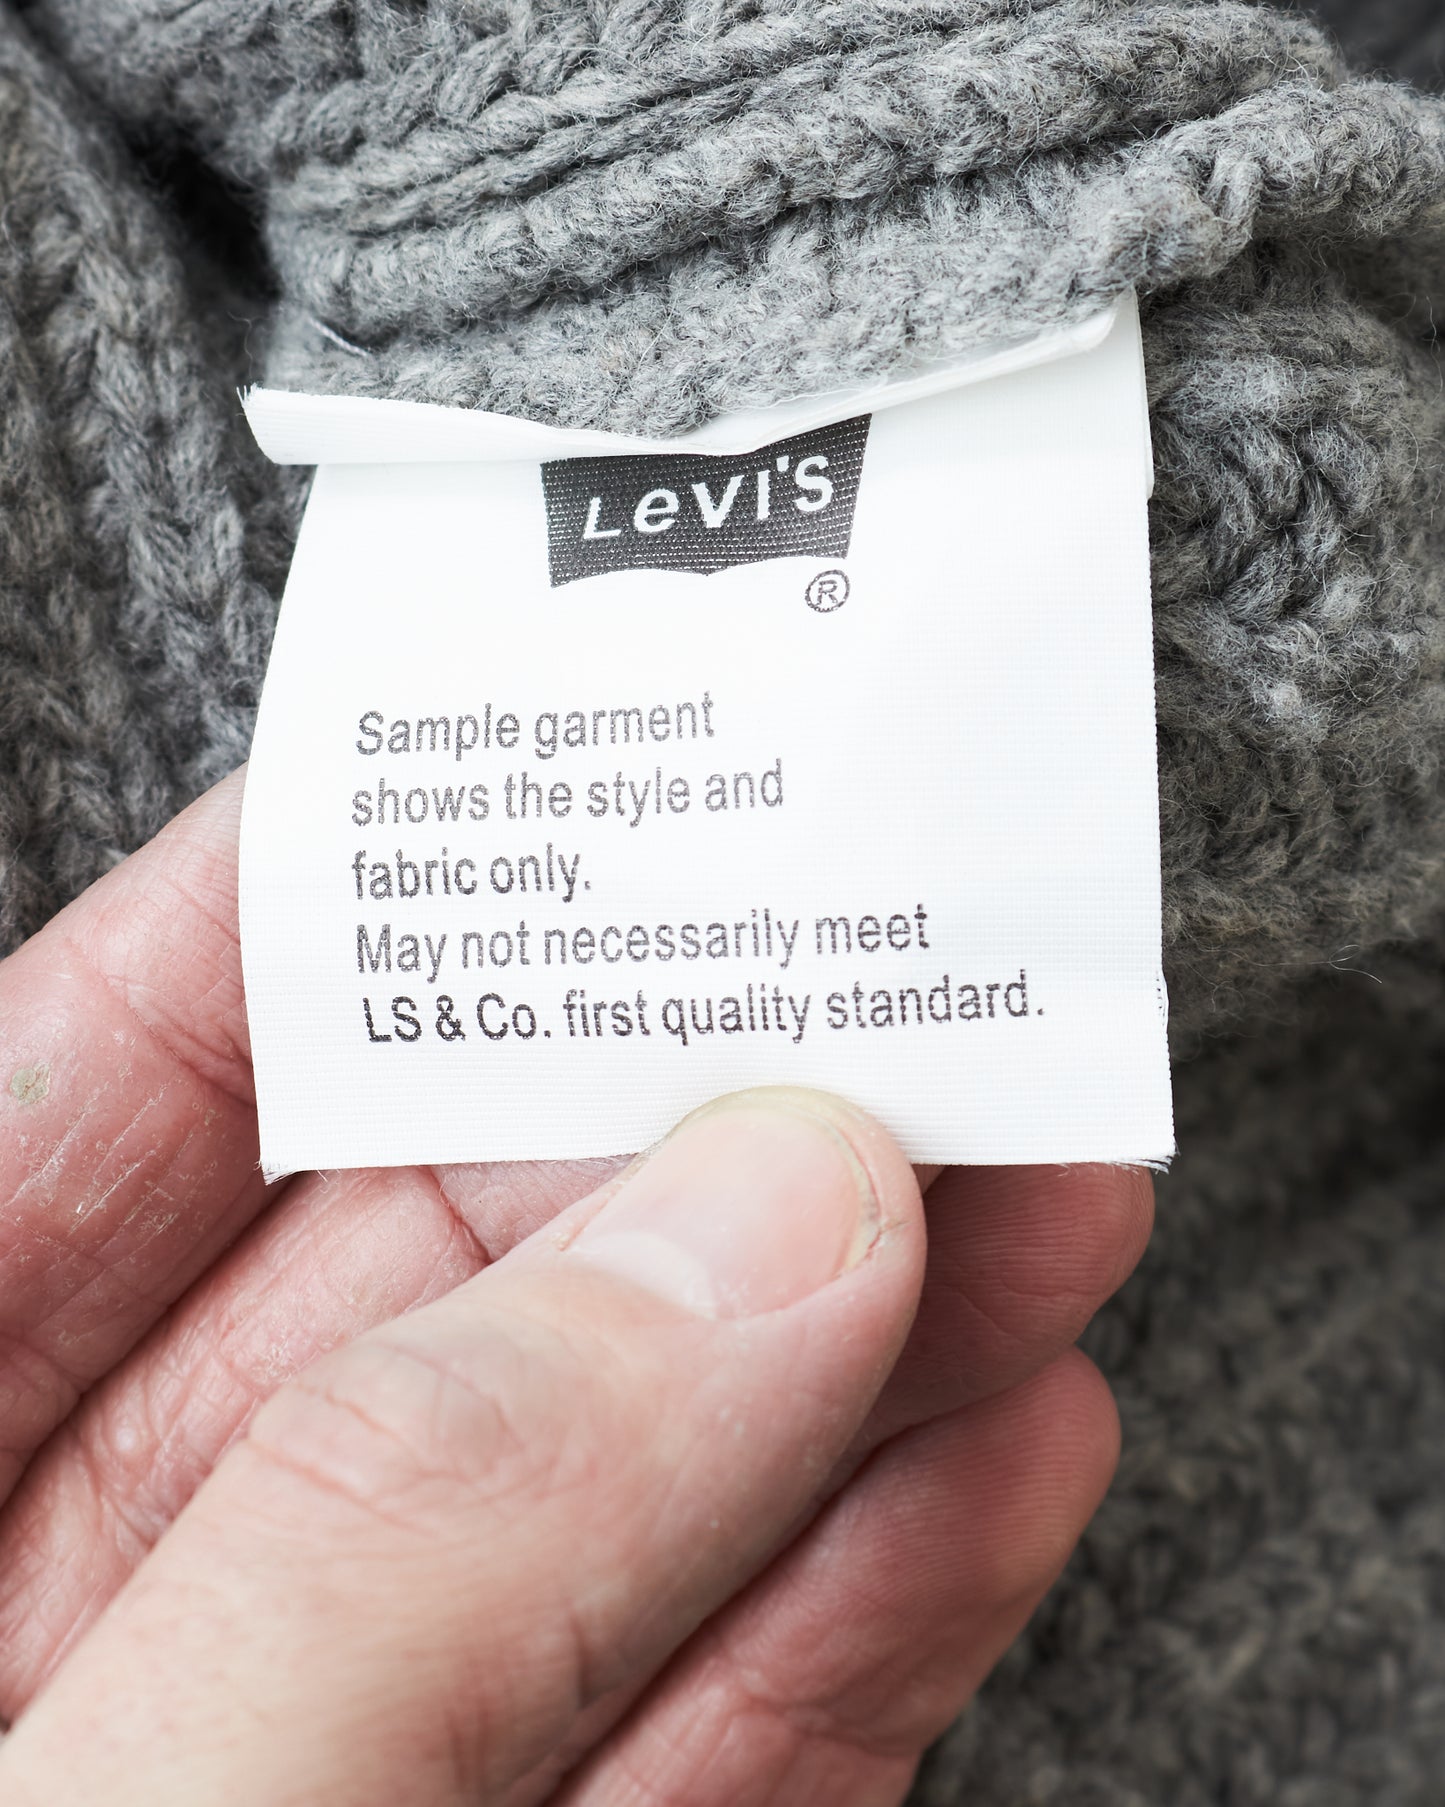 LeVI'S
®
Sample garment
shows the style and
fabric only.
May not necessarily meet
LS & Co. first quality standard.